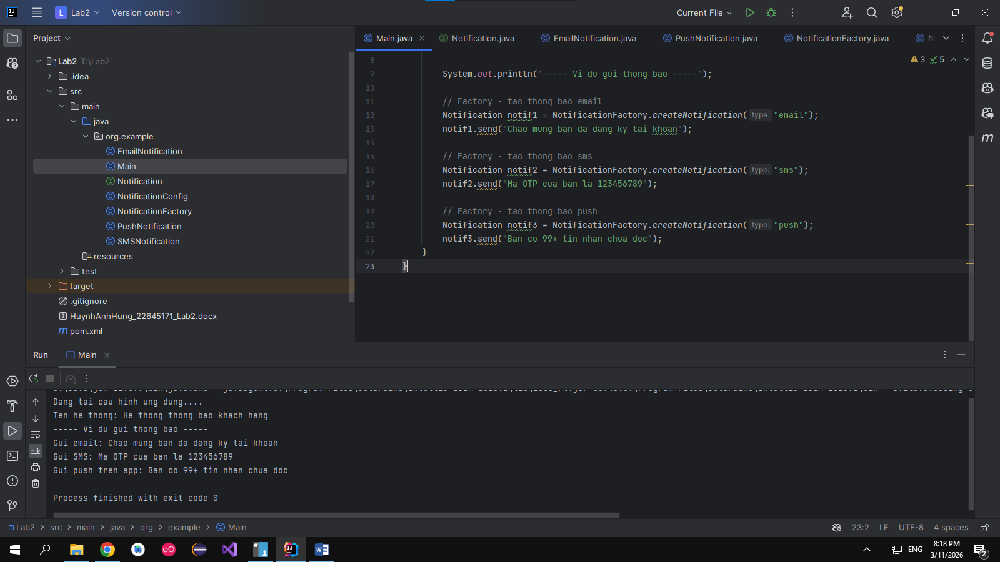 Lab2
Version control
Current File
Project
Lab2 T:\Lab2
.idea
src
main
java
org.example
EmailNotification
Main
Notification
NotificationConfig
NotificationFactory
PushNotification
SMSNotification
resources
test
target
.gitignore
HuynhAnhHung_22645171_Lab2.docx
pom.xml
Main.java
Notification.java
EmailNotification.java
PushNotification.java
NotificationFactory.java
3 5
8
9 System.out.println("----- Vi du gui thong bao -----");
10
11 // Factory - tao thong bao email
12 Notification notif1 = NotificationFactory.createNotification( type: "email");
13 notif1.send("Chao mung ban da dang ky tai khoan");
14
15 // Factory - tao thong bao sms
16 Notification notif2 = NotificationFactory.createNotification( type: "sms");
17 notif2.send("Ma OTP cua ban la 123456789");
18
19 // Factory - tao thong bao push
20 Notification notif3 = NotificationFactory.createNotification( type: "push");
21 notif3.send("Ban co 99+ tin nhan chua doc");
22 }
23 }
Run
Main
Dang tai cau hinh ung dung....
Ten he thong: He thong thong bao khach hang
----- Vi du gui thong bao -----
Gui email: Chao mung ban da dang ky tai khoan
Gui SMS: Ma OTP cua ban la 123456789
Gui push tren app: Ban co 99+ tin nhan chua doc
Process finished with exit code 0
Lab2 > src > main > java > org > example > Main
23:2 LF UTF-8 4 spaces
ENG
8:18 PM
3/11/2026
2